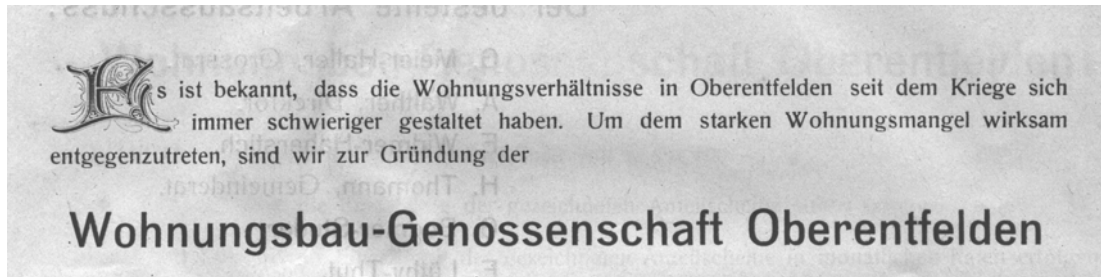 Es ist bekannt, dass die Wohnungsverhältnisse in Oberentfelden seit dem Kriege sich
immer schwieriger gestaltet haben. Um dem starken Wohnungsmangel wirksam
entgegenzutreten, sind wir zur Gründung der
Wohnungsbau-Genossenschaft Oberentfelden